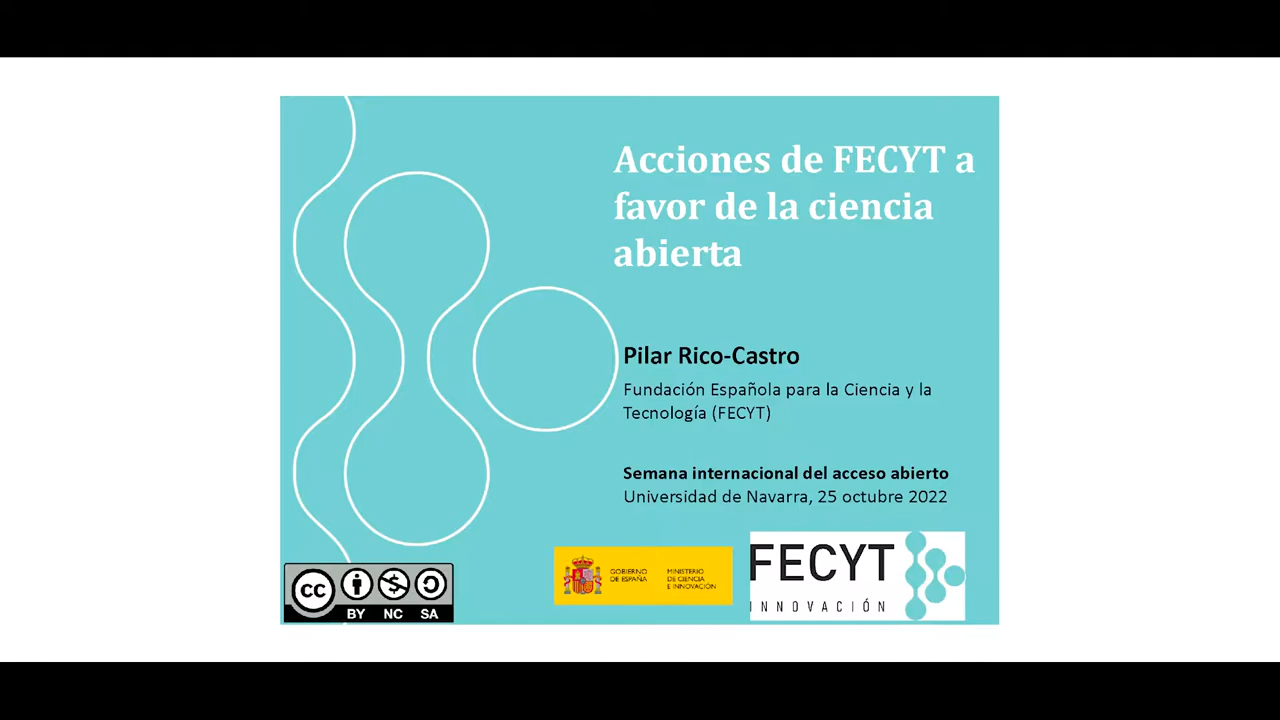 Acciones de FECYT a
favor de la ciencia
abierta
Pilar Rico-Castro
Fundación Española para la Ciencia y la
Tecnología (FECYT)
Semana internacional del acceso abierto
Universidad de Navarra, 25 octubre 2022
GOBIERNO
DE ESPAÑA
MINISTERIO
DE CIENCIA
E INNOVACIÓN
FECYT
INNOVACIÓN
cc
BY NC SA